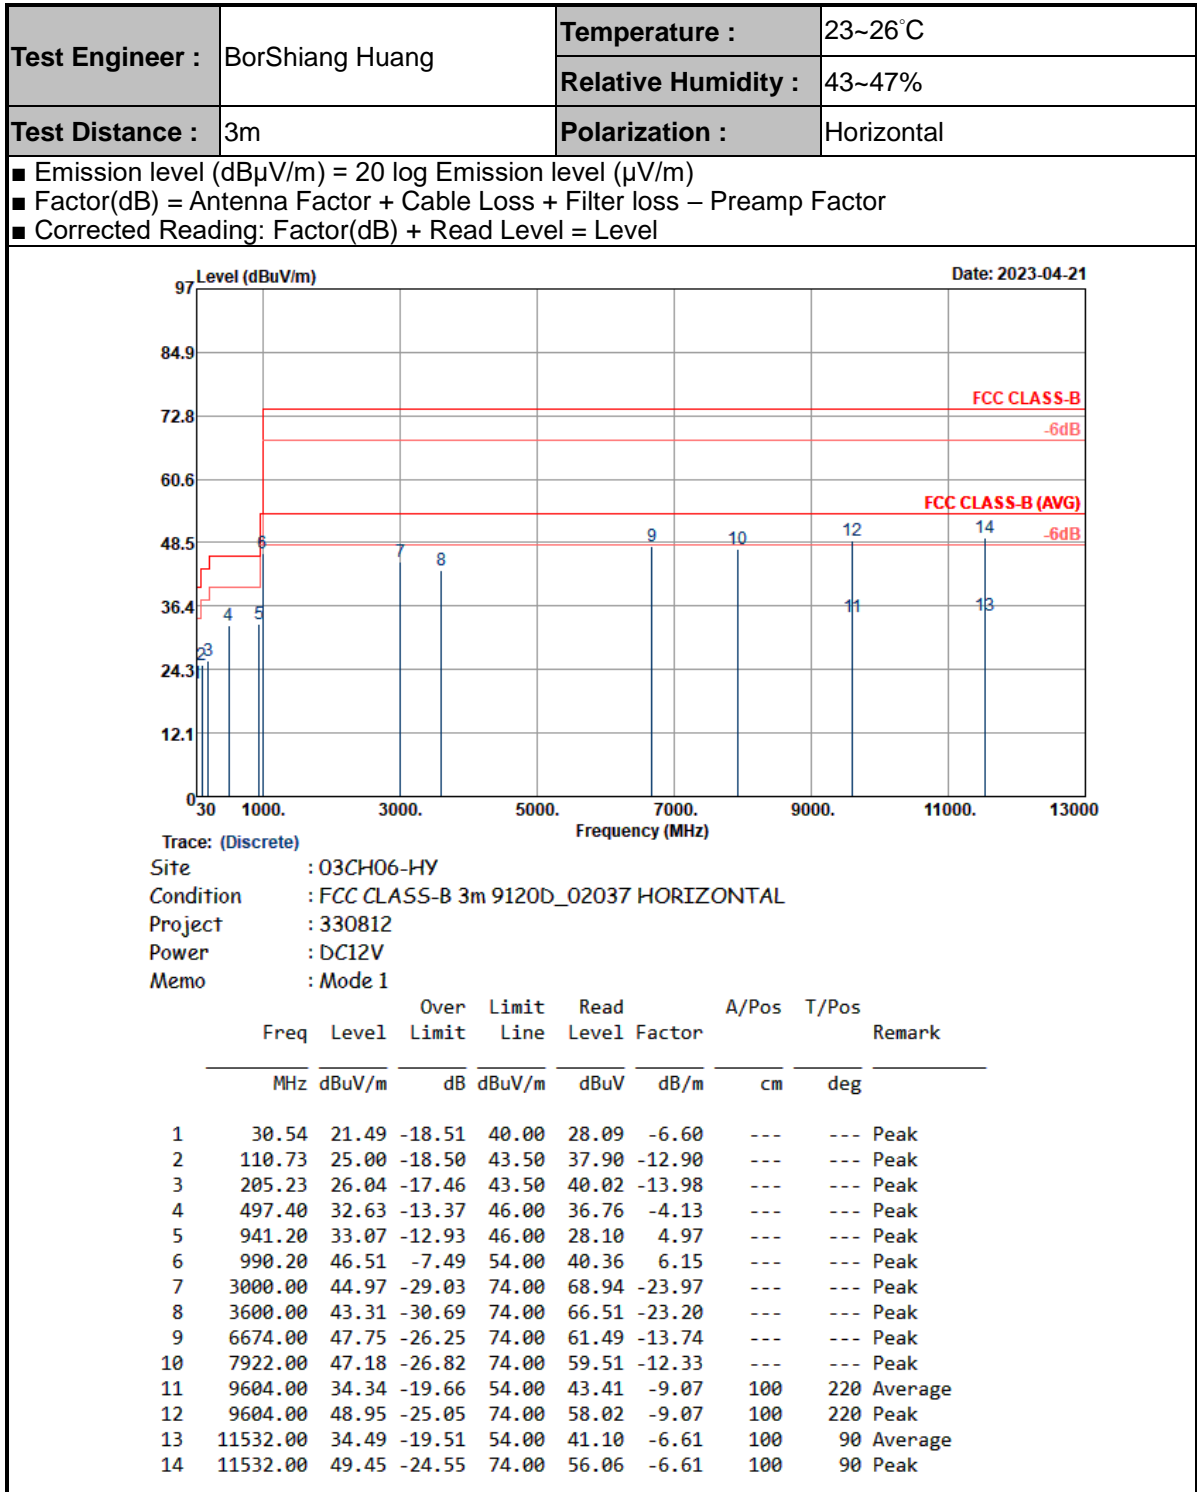 Test Engineer : BorShiang Huang Temperature : 23~26°C
Relative Humidity : 43~47%
Test Distance : 3m Polarization : Horizontal
■ Emission level (dBμV/m) = 20 log Emission level (μV/m)
■ Factor(dB) = Antenna Factor + Cable Loss + Filter loss – Preamp Factor
■ Corrected Reading: Factor(dB) + Read Level = Level
Level (dBuV/m) Date: 2023-04-21
97
84.9
FCC CLASS-B
72.8
-6dB
60.6
FCC CLASS-B (AVG)
48.5 6 7 8 9 10 12 14 -6dB
36.4 4 5 11 13
2 3
24.3 1
12.1
0
30 1000. 3000. 5000. 7000. 9000. 11000. 13000
Frequency (MHz)
Trace: (Discrete)
Site : 03CH06-HY
Condition : FCC CLASS-B 3m 9120D_02037 HORIZONTAL
Project : 330812
Power : DC12V
Memo : Mode 1
Over Limit Read A/Pos T/Pos
Freq Level Limit Line Level Factor Remark
MHz dBuV/m dB dBuV/m dBuV dB/m cm deg
1 30.54 21.49 -18.51 40.00 28.09 -6.60 --- --- Peak
2 110.73 25.00 -18.50 43.50 37.90 -12.90 --- --- Peak
3 205.23 26.04 -17.46 43.50 40.02 -13.98 --- --- Peak
4 497.40 32.63 -13.37 46.00 36.76 -4.13 --- --- Peak
5 941.20 33.07 -12.93 46.00 28.10 4.97 --- --- Peak
6 990.20 46.51 -7.49 54.00 40.36 6.15 --- --- Peak
7 3000.00 44.97 -29.03 74.00 68.94 -23.97 --- --- Peak
8 3600.00 43.31 -30.69 74.00 66.51 -23.20 --- --- Peak
9 6674.00 47.75 -26.25 74.00 61.49 -13.74 --- --- Peak
10 7922.00 47.18 -26.82 74.00 59.51 -12.33 --- --- Peak
11 9604.00 34.34 -19.66 54.00 43.41 -9.07 100 220 Average
12 9604.00 48.95 -25.05 74.00 58.02 -9.07 100 220 Peak
13 11532.00 34.49 -19.51 54.00 41.10 -6.61 100 90 Average
14 11532.00 49.45 -24.55 74.00 56.06 -6.61 100 90 Peak